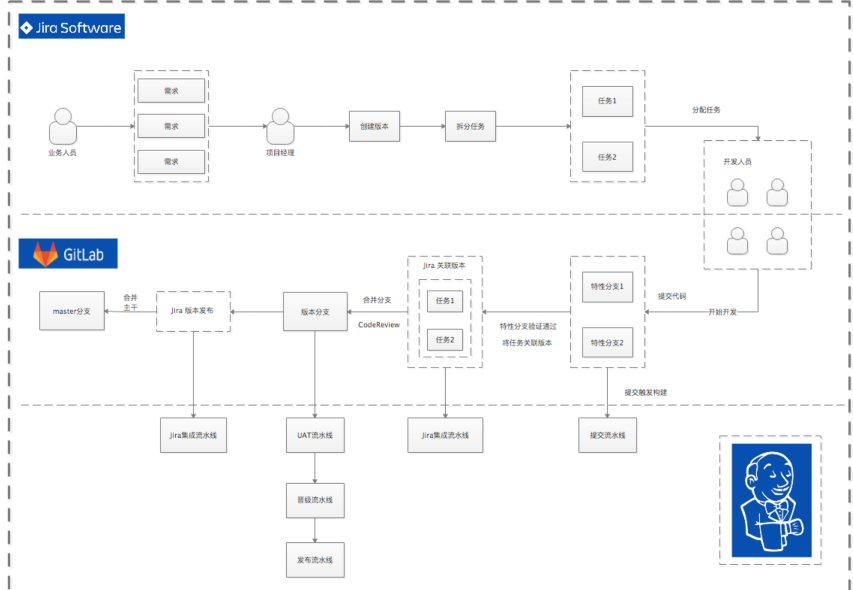 Jira Software
需求
需求
需求
业务人员
项目经理
创建版本
拆分任务
任务1
任务2
分配任务
开发人员
GitLab
master分支
合并
主干
Jira 版本发布
版本分支
合并分支
CodeReview
Jira 关联版本
任务1
任务2
特性分支验证通过
将任务关联版本
特性分支1
特性分支2
提交代码
开始开发
提交触发构建
Jira集成流水线
UAT流水线
Jira集成流水线
提交流水线
晋级流水线
发布流水线